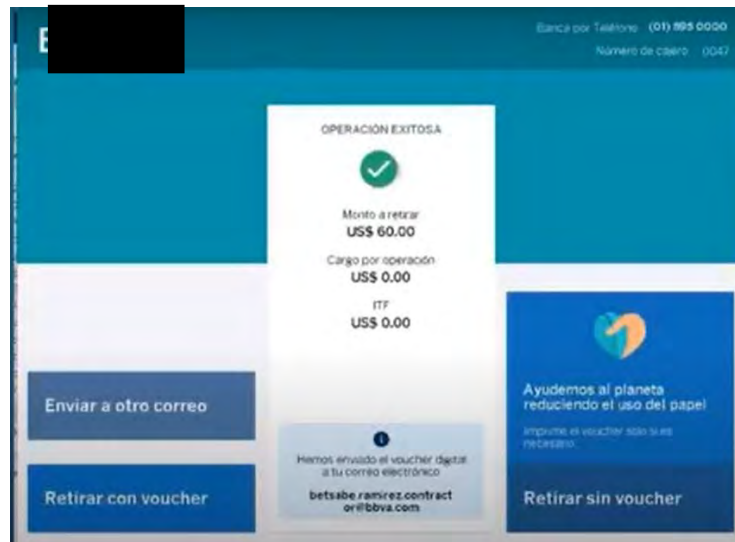 Banca por Teléfono (01) 595 0000
Número de cajero 0047
OPERACIÓN EXITOSA
Monto a retirar
US$ 60.00
Cargo por operación
US$ 0.00
ITF
US$ 0.00
Enviar a otro correo
Retirar con voucher
Hemos enviado el voucher digital
a tu correo electrónico
betsabe.ramirez.contract
or@bbva.com
Ayudemos al planeta
reduciendo el uso del papel
Imprime el voucher sólo si es
necesario.
Retirar sin voucher